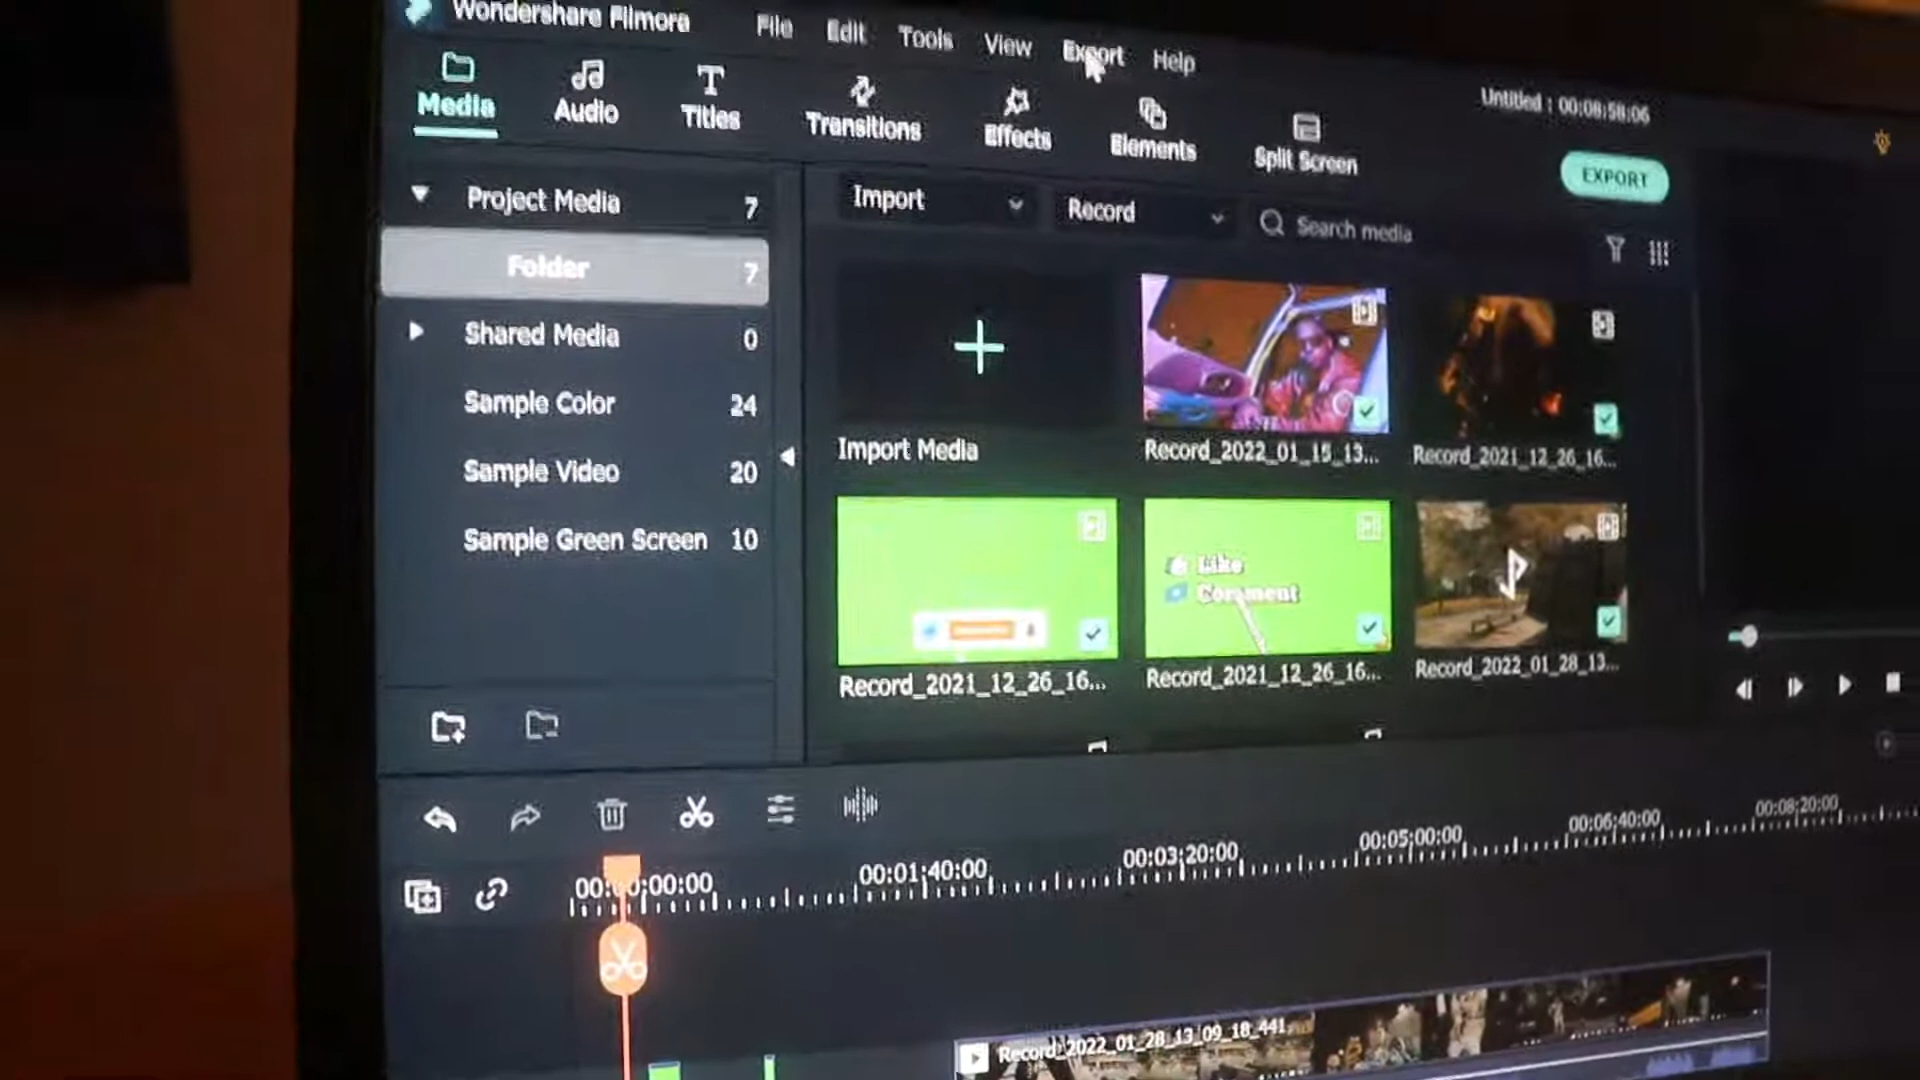 Wondershare Filmora
File Edit Tools View Export Help
Untitled : 00:08:58:06
Media Audio Titles Transitions Effects Elements Split Screen
EXPORT
Project Media 7
Import Record Search media
Folder 7
Shared Media 0
Sample Color 24
Sample Video 20
Sample Green Screen 10
Import Media
Record_2022_01_15_13...
Record_2021_12_26_16...
Like
Comment
Record_2021_12_26_16...
Record_2021_12_26_16...
Record_2022_01_28_13...
00:00:00:00 00:01:40:00 00:03:20:00 00:05:00:00 00:06:40:00 00:08:20:00
Record_2022_01_28_13_09_18_441